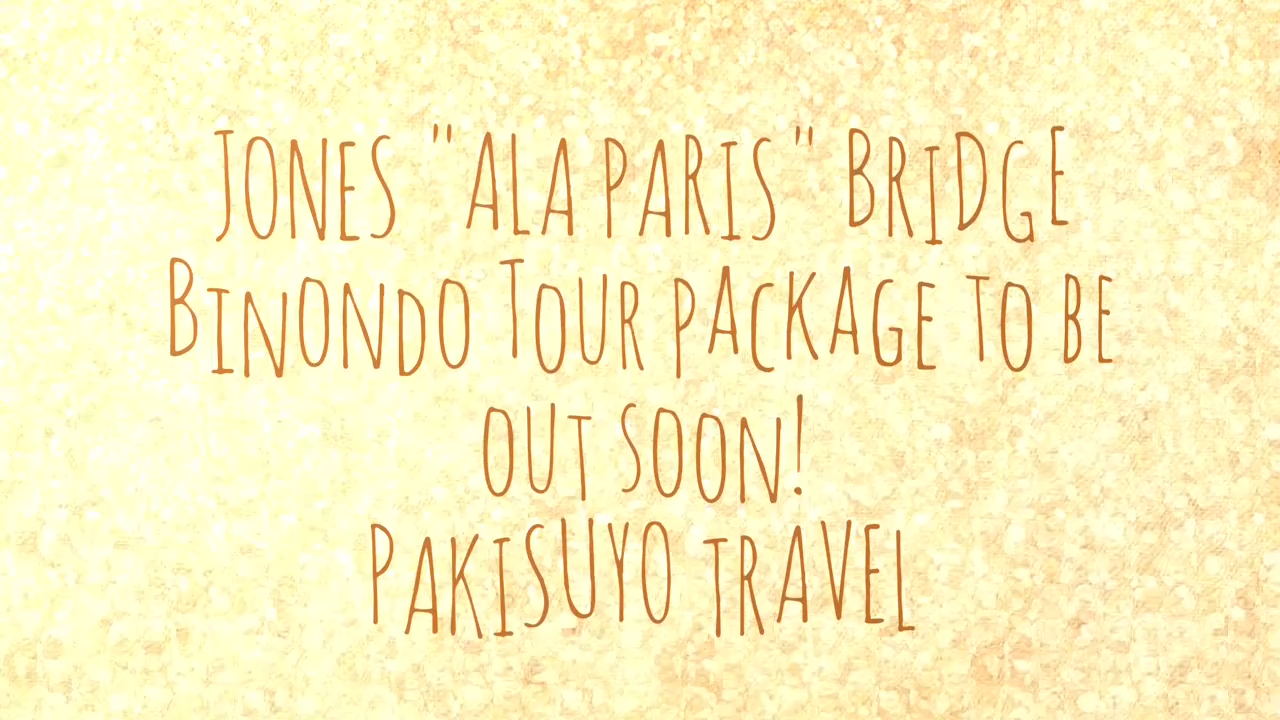 JONES "ALA PARIS" BRIDGE
BINONDO TOUR PACKAGE TO BE
OUT SOON!
PAKISUYO TRAVEL